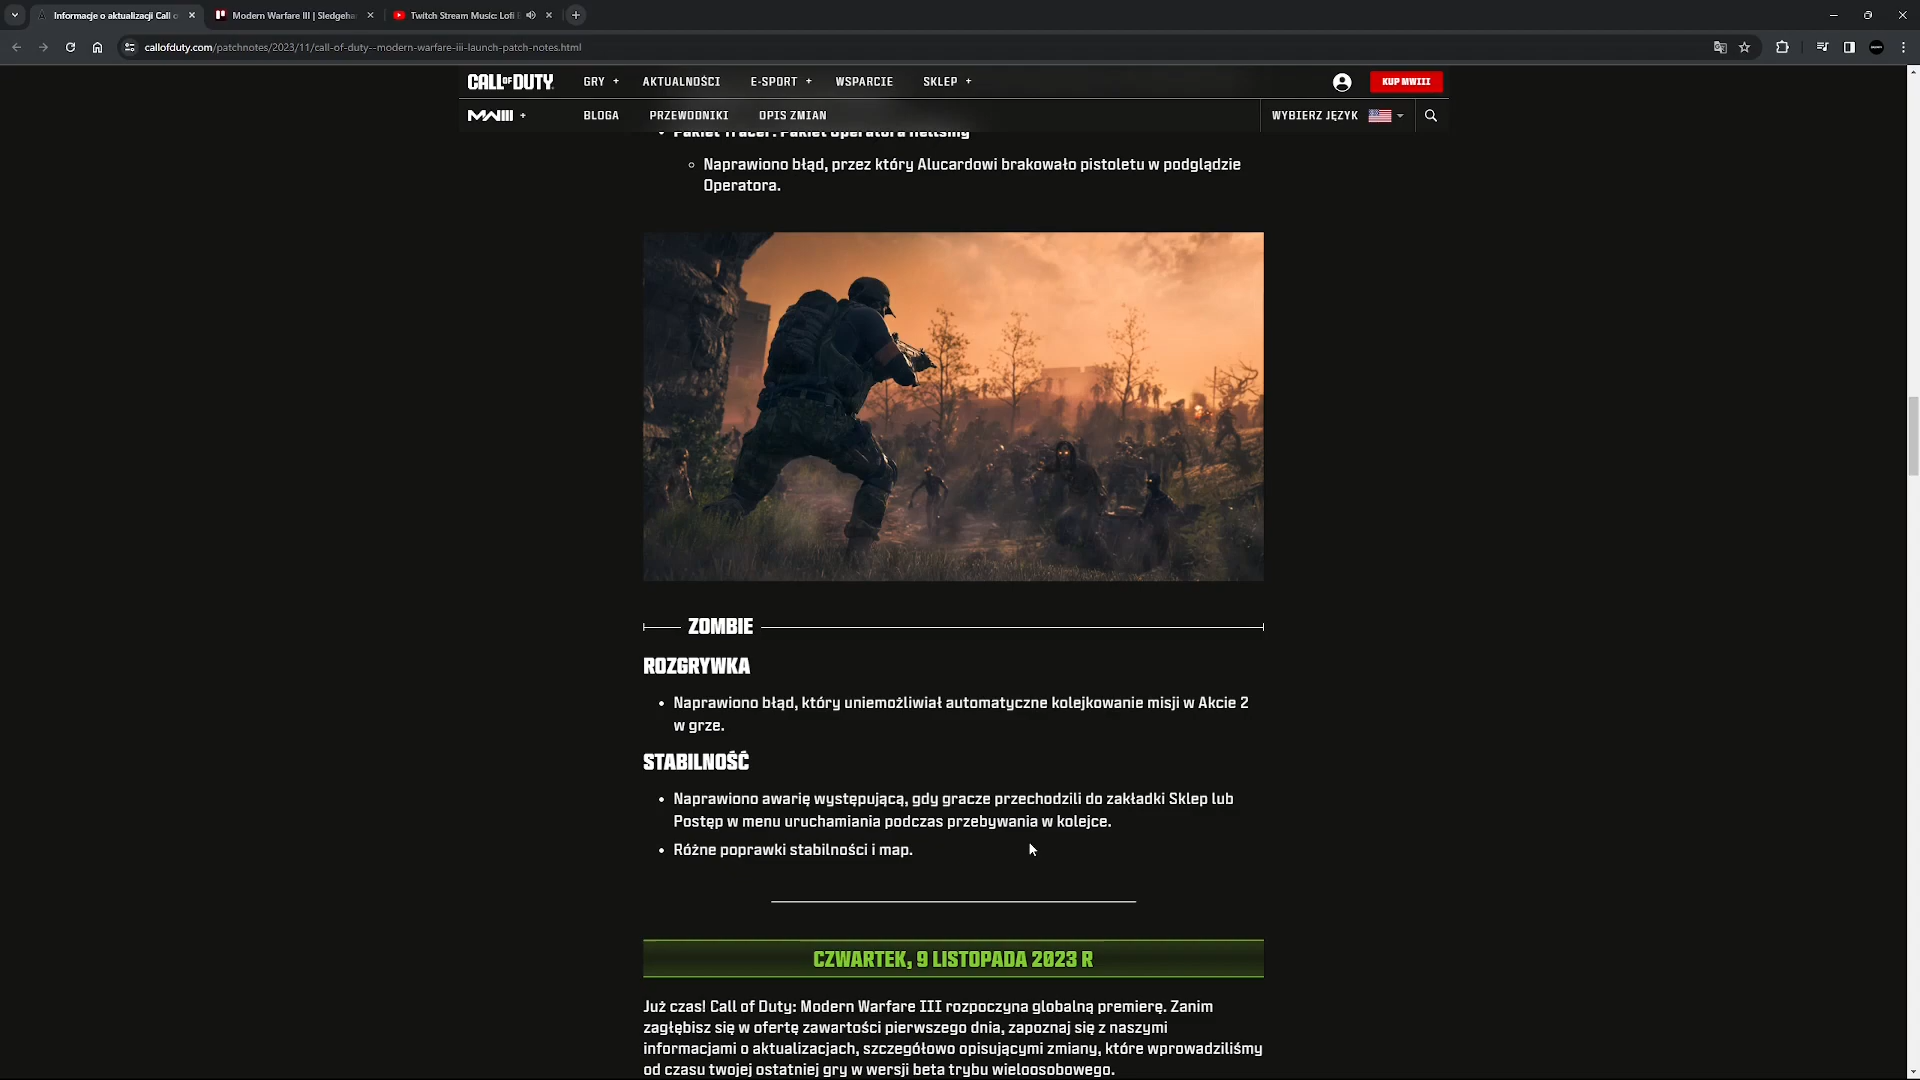 Informacje o aktualizacji Call o
Modern Warfare III | Sledgeha
Twitch Stream Music: Lofi
callofduty.com/patchnotes/2023/11/call-of-duty--modern-warfare-iii-launch-patch-notes.html
CALL OF DUTY
GRY +
AKTUALNOŚCI
E-SPORT +
WSPARCIE
SKLEP +
KUP MWIII
MWIII +
BLOGA
PRZEWODNIKI
OPIS ZMIAN
WYBIERZ JĘZYK
Pakiet Tracer: Pakiet Operatora Hellsing
Naprawiono błąd, przez który Alucardowi brakowało pistoletu w podglądzie
Operatora.
ZOMBIE
ROZGRYWKA
Naprawiono błąd, który uniemożliwiał automatyczne kolejkowanie misji w Akcie 2
w grze.
STABILNOŚĆ
Naprawiono awarię występującą, gdy gracze przechodzili do zakładki Sklep lub
Postęp w menu uruchamiania podczas przebywania w kolejce.
Różne poprawki stabilności i map.
CZWARTEK, 9 LISTOPADA 2023 R
Już czas! Call of Duty: Modern Warfare III rozpoczyna globalną premierę. Zanim
zagłębisz się w ofertę zawartości pierwszego dnia, zapoznaj się z naszymi
informacjami o aktualizacjach, szczegółowo opisującymi zmiany, które wprowadziliśmy
od czasu twojej ostatniej gry w wersji beta trybu wieloosobowego.